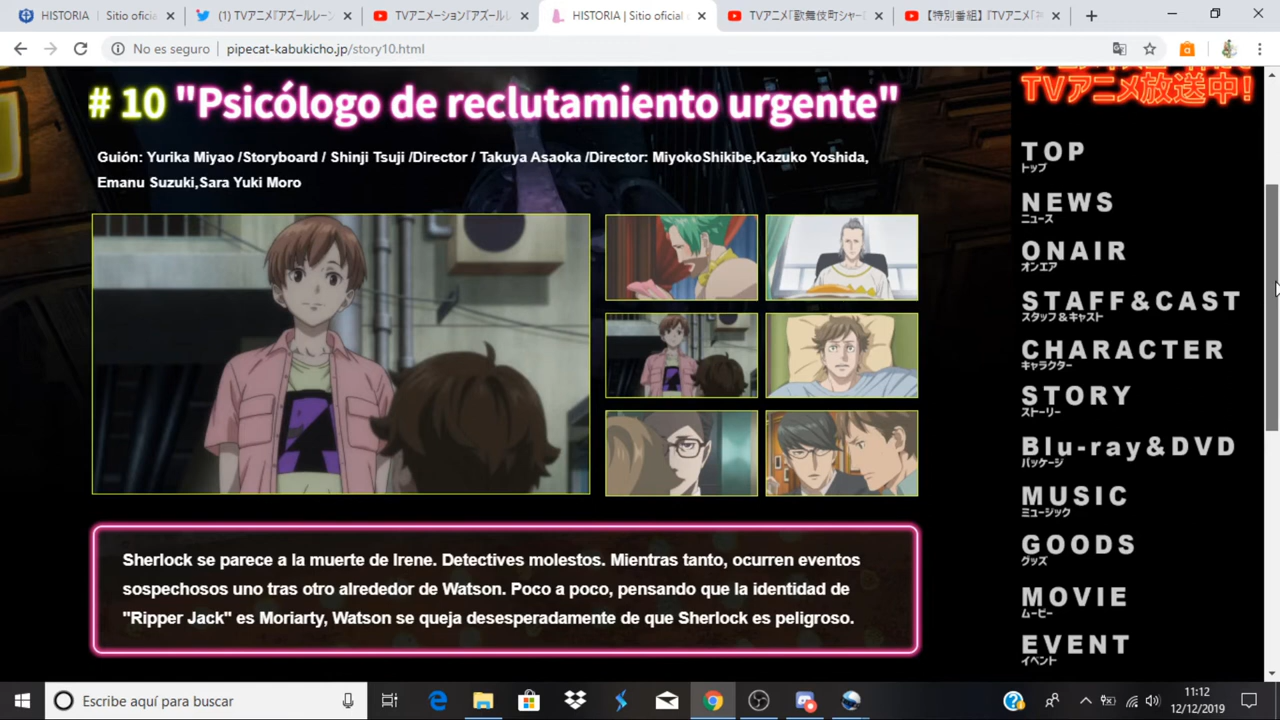 HISTORIA | Sitio oficia
(1) TVアニメ『アズールレーン
TVアニメーション『アズールレ
HISTORIA | Sitio oficial
TVアニメ「歌舞伎町シャー
【特別番組】『TVアニメ「
No es seguro
pipecat-kabukicho.jp/story10.html
TVアニメ放送中!
# 10 "Psicólogo de reclutamiento urgente"
Guión: Yurika Miyao /Storyboard / Shinji Tsuji /Director / Takuya Asaoka /Director: MiyokoShikibe,Kazuko Yoshida,
Emanu Suzuki,Sara Yuki Moro
TOP
トップ
NEWS
ニュース
ONAIR
オンエア
STAFF&CAST
スタッフ&キャスト
CHARACTER
キャラクター
STORY
ストーリー
Blu-ray&DVD
パッケージ
MUSIC
ミュージック
GOODS
グッズ
MOVIE
ムービー
EVENT
イベント
Sherlock se parece a la muerte de Irene. Detectives molestos. Mientras tanto, ocurren eventos
sospechosos uno tras otro alrededor de Watson. Poco a poco, pensando que la identidad de
"Ripper Jack" es Moriarty, Watson se queja desesperadamente de que Sherlock es peligroso.
Escribe aquí para buscar
11:12
12/12/2019